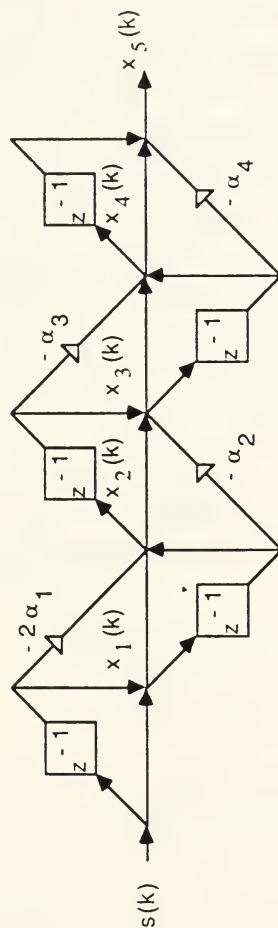 s(k)
z⁻¹
x₁(k)
-2α₁
z⁻¹
z⁻¹
x₂(k)
-α₂
x₃(k)
-α₃
z⁻¹
z⁻¹
x₄(k)
-α₄
x₅(k)